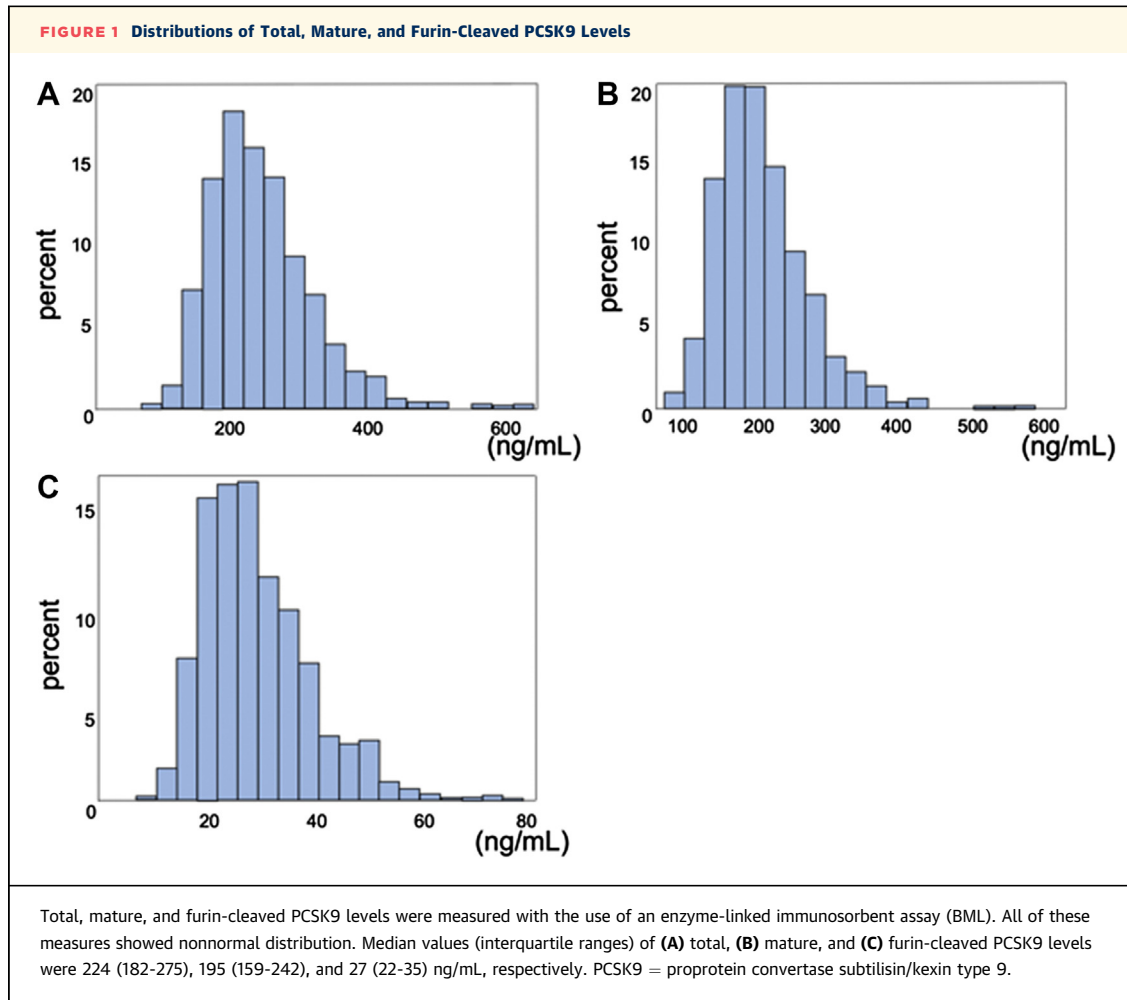 FIGURE 1 Distributions of Total, Mature, and Furin-Cleaved PCSK9 Levels
A
20
15
10
5
0
percent
200
400
600
(ng/mL)
B
20
15
10
5
0
percent
100
200
300
400
500
600
(ng/mL)
C
15
10
5
0
percent
20
40
60
80
(ng/mL)
Total, mature, and furin-cleaved PCSK9 levels were measured with the use of an enzyme-linked immunosorbent assay (BML). All of these
measures showed nonnormal distribution. Median values (interquartile ranges) of (A) total, (B) mature, and (C) furin-cleaved PCSK9 levels
were 224 (182-275), 195 (159-242), and 27 (22-35) ng/mL, respectively. PCSK9 = proprotein convertase subtilisin/kexin type 9.